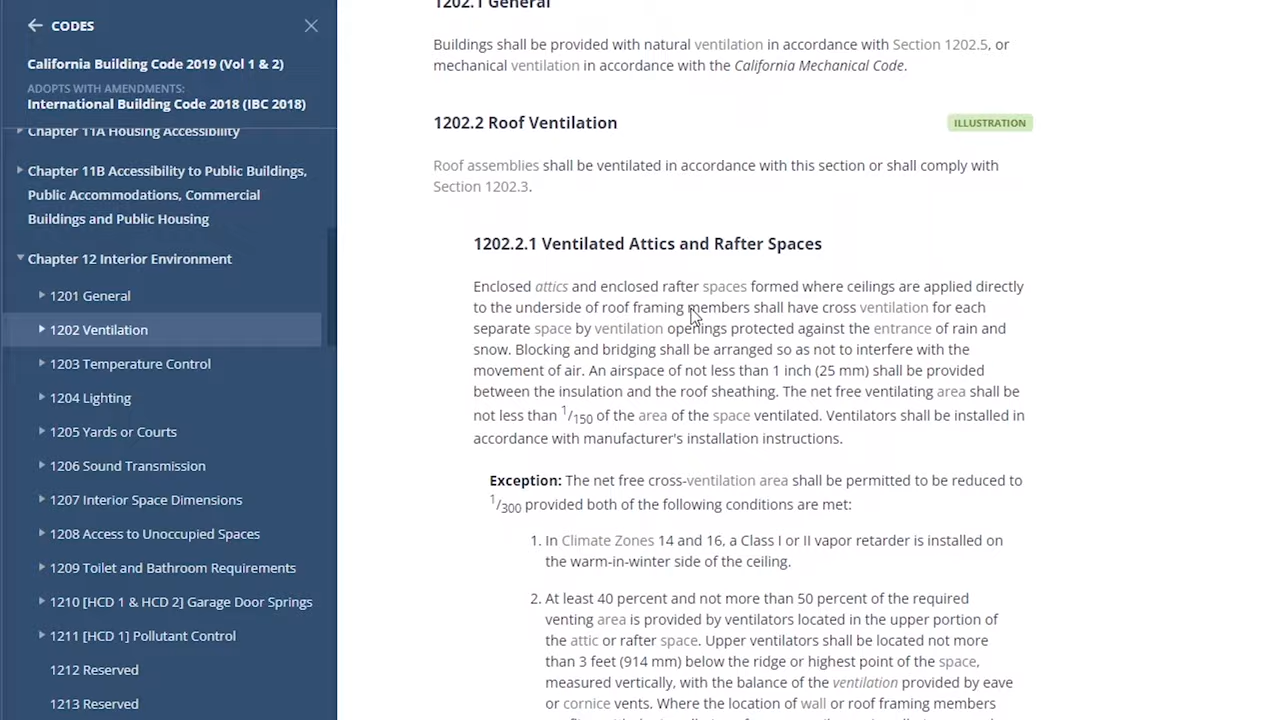 CODES
California Building Code 2019 (Vol 1 & 2)
ADOPTS WITH AMENDMENTS:
International Building Code 2018 (IBC 2018)
Chapter 11A Housing Accessibility
Chapter 11B Accessibility to Public Buildings,
Public Accommodations, Commercial
Buildings and Public Housing
Chapter 12 Interior Environment
1201 General
1202 Ventilation
1203 Temperature Control
1204 Lighting
1205 Yards or Courts
1206 Sound Transmission
1207 Interior Space Dimensions
1208 Access to Unoccupied Spaces
1209 Toilet and Bathroom Requirements
1210 [HCD 1 & HCD 2] Garage Door Springs
1211 [HCD 1] Pollutant Control
1212 Reserved
1213 Reserved
1202.1 General
Buildings shall be provided with natural ventilation in accordance with Section 1202.5, or
mechanical ventilation in accordance with the California Mechanical Code.
1202.2 Roof Ventilation
ILLUSTRATION
Roof assemblies shall be ventilated in accordance with this section or shall comply with
Section 1202.3.
1202.2.1 Ventilated Attics and Rafter Spaces
Enclosed attics and enclosed rafter spaces formed where ceilings are applied directly
to the underside of roof framing members shall have cross ventilation for each
separate space by ventilation openings protected against the entrance of rain and
snow. Blocking and bridging shall be arranged so as not to interfere with the
movement of air. An airspace of not less than 1 inch (25 mm) shall be provided
between the insulation and the roof sheathing. The net free ventilating area shall be
not less than 1/150 of the area of the space ventilated. Ventilators shall be installed in
accordance with manufacturer's installation instructions.
Exception: The net free cross-ventilation area shall be permitted to be reduced to
1/300 provided both of the following conditions are met:
1. In Climate Zones 14 and 16, a Class I or II vapor retarder is installed on
the warm-in-winter side of the ceiling.
2. At least 40 percent and not more than 50 percent of the required
venting area is provided by ventilators located in the upper portion of
the attic or rafter space. Upper ventilators shall be located not more
than 3 feet (914 mm) below the ridge or highest point of the space,
measured vertically, with the balance of the ventilation provided by eave
or cornice vents. Where the location of wall or roof framing members